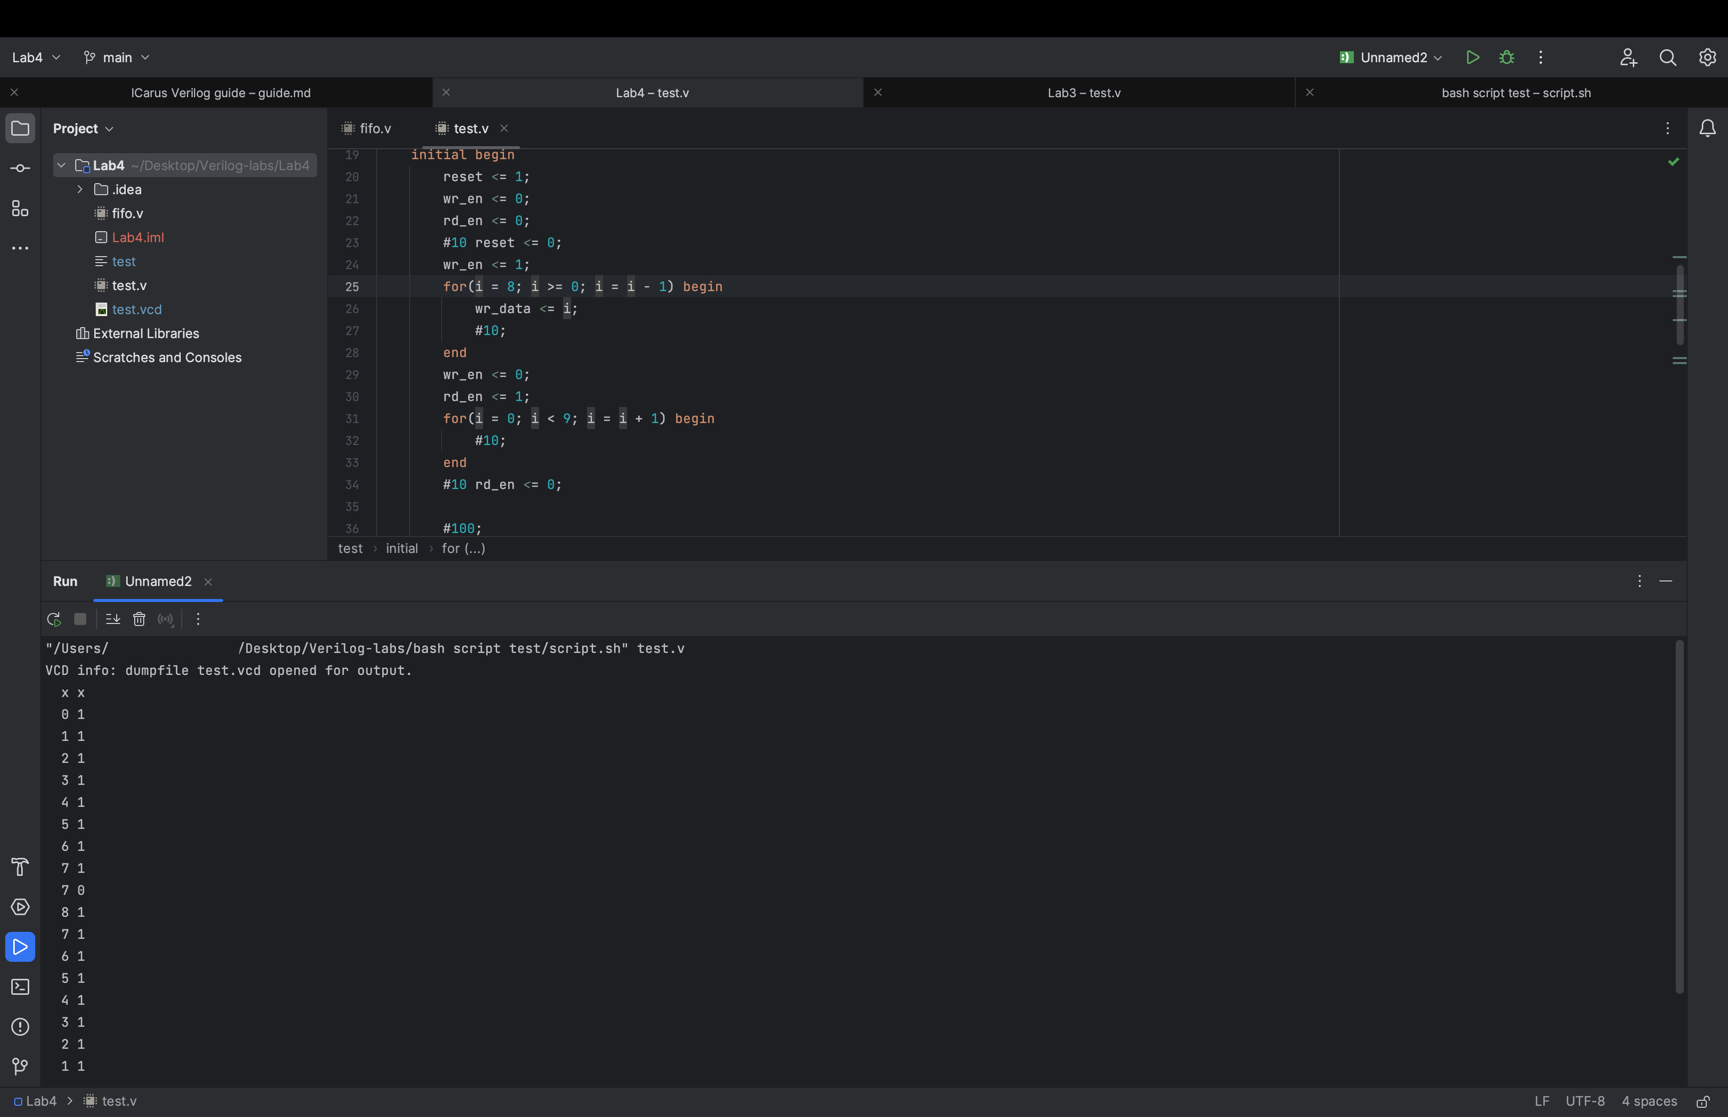 Lab4 main Unnamed2
ICarus Verilog guide – guide.md Lab4 – test.v Lab3 – test.v bash script test – script.sh
Project
Lab4 ~/Desktop/Verilog-labs/Lab4
.idea
fifo.v
Lab4.iml
test
test.v
test.vcd
External Libraries
Scratches and Consoles
fifo.v test.v
19 initial begin
20 reset <= 1;
21 wr_en <= 0;
22 rd_en <= 0;
23 #10 reset <= 0;
24 wr_en <= 1;
25 for(i = 8; i >= 0; i = i - 1) begin
26 wr_data <= i;
27 #10;
28 end
29 wr_en <= 0;
30 rd_en <= 1;
31 for(i = 0; i < 9; i = i + 1) begin
32 #10;
33 end
34 #10 rd_en <= 0;
35
36 #100;
test › initial › for (...)
Run Unnamed2
"/Users/ /Desktop/Verilog-labs/bash script test/script.sh" test.v
VCD info: dumpfile test.vcd opened for output.
x x
0 1
1 1
2 1
3 1
4 1
5 1
6 1
7 1
7 0
8 1
7 1
6 1
5 1
4 1
3 1
2 1
1 1
Lab4 > test.v LF UTF-8 4 spaces